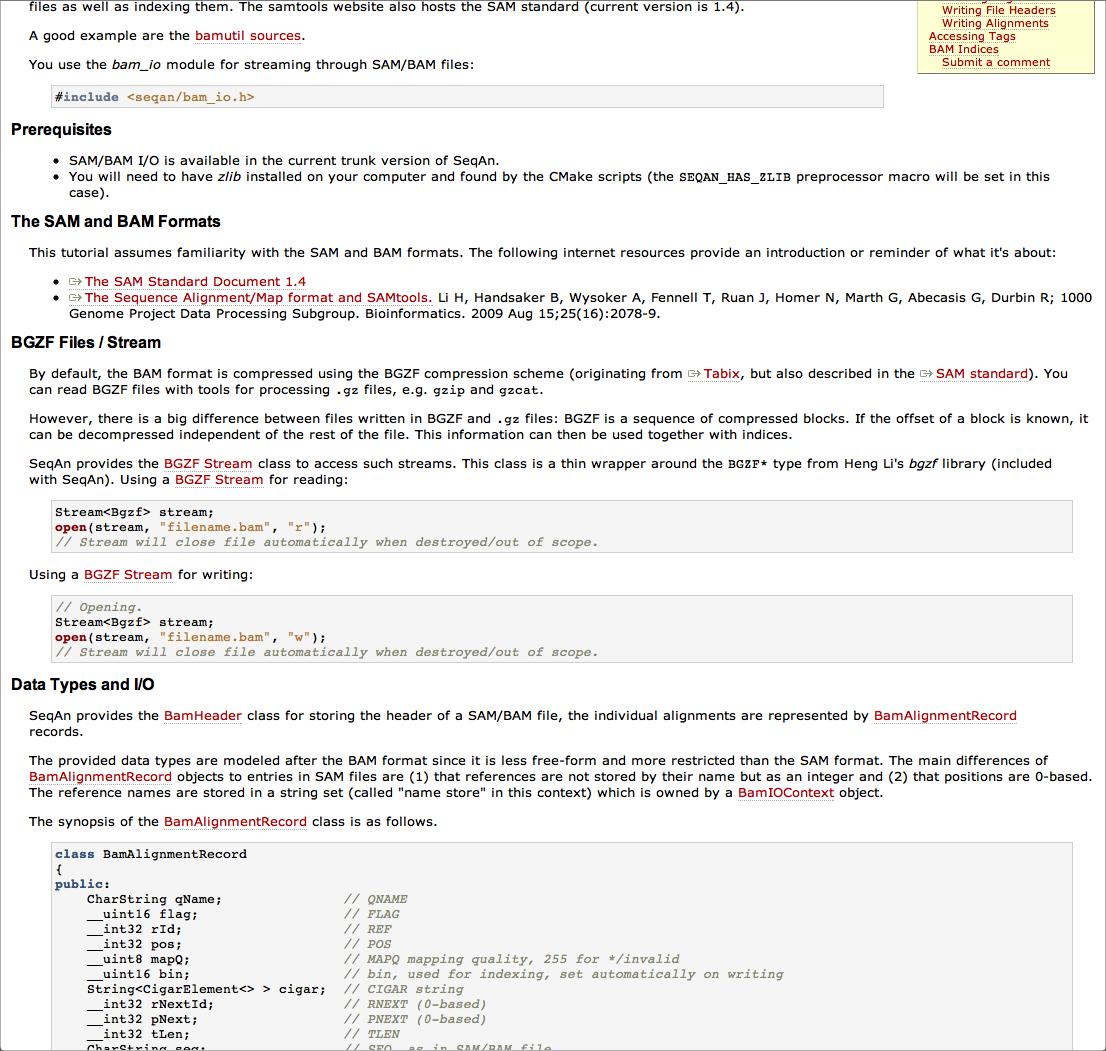 files as well as indexing them. The samtools website also hosts the SAM standard (current version is 1.4).
A good example are the bamutil sources.
You use the bam_io module for streaming through SAM/BAM files:
#include <seqan/bam_io.h>
Writing File Headers
Writing Alignments
Accessing Tags
BAM Indices
Submit a comment
Prerequisites
• SAM/BAM I/O is available in the current trunk version of SeqAn.
• You will need to have zlib installed on your computer and found by the CMake scripts (the SEQAN_HAS_ZLIB preprocessor macro will be set in this
case).
The SAM and BAM Formats
This tutorial assumes familiarity with the SAM and BAM formats. The following internet resources provide an introduction or reminder of what it's about:
• The SAM Standard Document 1.4
• The Sequence Alignment/Map format and SAMtools. Li H, Handsaker B, Wysoker A, Fennell T, Ruan J, Homer N, Marth G, Abecasis G, Durbin R; 1000
Genome Project Data Processing Subgroup. Bioinformatics. 2009 Aug 15;25(16):2078-9.
BGZF Files / Stream
By default, the BAM format is compressed using the BGZF compression scheme (originating from Tabix, but also described in the SAM standard). You
can read BGZF files with tools for processing .gz files, e.g. gzip and gzcat.
However, there is a big difference between files written in BGZF and .gz files: BGZF is a sequence of compressed blocks. If the offset of a block is known, it
can be decompressed independent of the rest of the file. This information can then be used together with indices.
SeqAn provides the BGZF Stream class to access such streams. This class is a thin wrapper around the BGZF* type from Heng Li's bgzf library (included
with SeqAn). Using a BGZF Stream for reading:
Stream<Bgzf> stream;
open(stream, "filename.bam", "r");
// Stream will close file automatically when destroyed/out of scope.
Using a BGZF Stream for writing:
// Opening.
Stream<Bgzf> stream;
open(stream, "filename.bam", "w");
// Stream will close file automatically when destroyed/out of scope.
Data Types and I/O
SeqAn provides the BamHeader class for storing the header of a SAM/BAM file, the individual alignments are represented by BamAlignmentRecord
records.
The provided data types are modeled after the BAM format since it is less free-form and more restricted than the SAM format. The main differences of
BamAlignmentRecord objects to entries in SAM files are (1) that references are not stored by their name but as an integer and (2) that positions are 0-based.
The reference names are stored in a string set (called "name store" in this context) which is owned by a BamIOContext object.
The synopsis of the BamAlignmentRecord class is as follows.
class BamAlignmentRecord
{
public:
CharString qName; // QNAME
__uint16 flag; // FLAG
__int32 rId; // REF
__int32 pos; // POS
__uint8 mapQ; // MAPQ mapping quality, 255 for */invalid
__uint16 bin; // bin, used for indexing, set automatically on writing
String<CigarElement<> > cigar; // CIGAR string
__int32 rNextId; // RNEXT (0-based)
__int32 pNext; // PNEXT (0-based)
__int32 tLen; // TLEN
CharString seq; // SEQ, as in SAM/BAM file